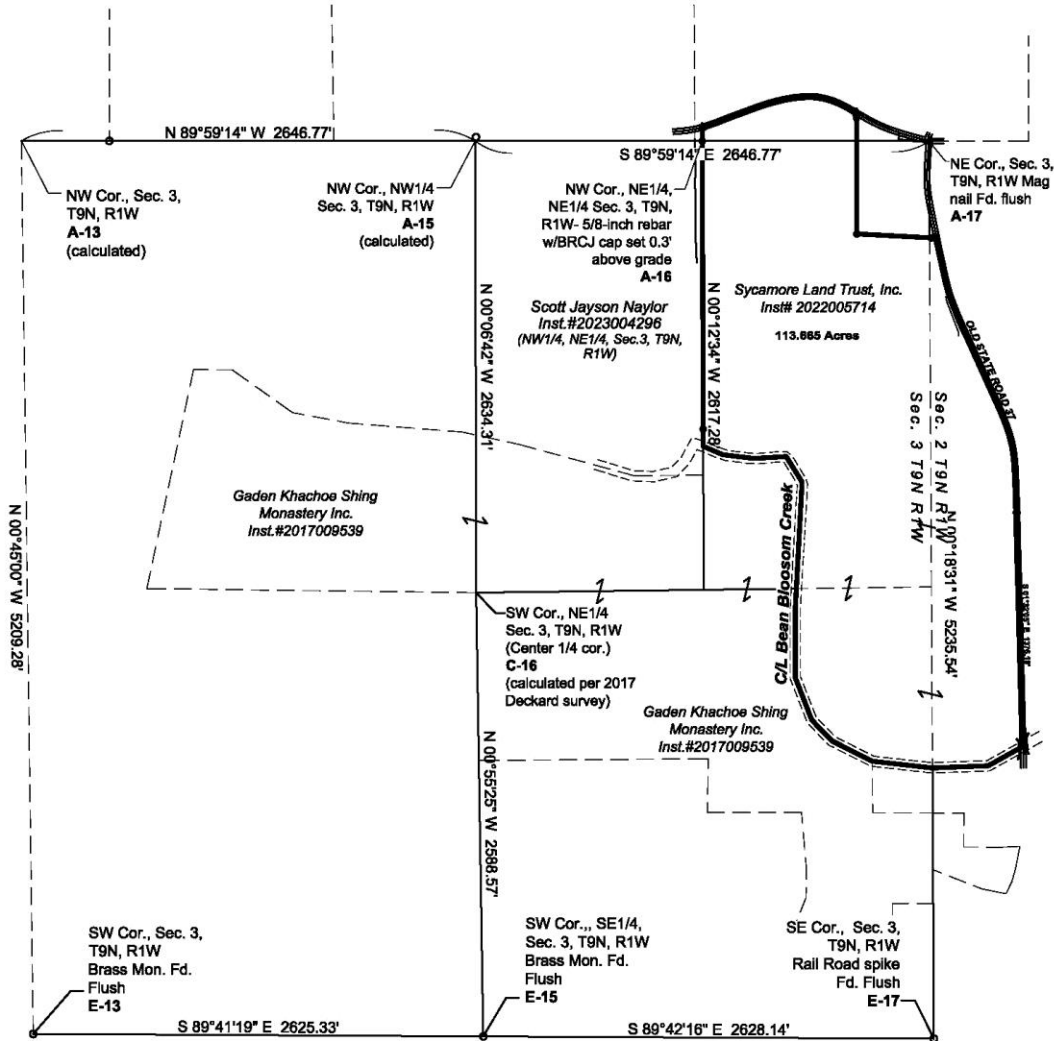 N 89°59'14" W 2646.77'
S 89°59'14" E 2646.77'
NW Cor., Sec. 3,
T9N, R1W
A-13
(calculated)
NW Cor., NW1/4
Sec. 3, T9N, R1W
A-15
(calculated)
NW Cor., NE1/4,
NE1/4 Sec. 3, T9N,
R1W- 5/8-inch rebar
w/BRCJ cap set 0.3'
above grade
A-16
NE Cor., Sec. 3,
T9N, R1W Mag
nail Fd. flush
A-17
Scott Jayson Naylor
Inst.#2023004296
(NW1/4, NE1/4, Sec.3, T9N,
R1W)
Sycamore Land Trust, Inc.
Inst# 2022005714
113.665 Acres
N 00°06'42" W 2634.31'
N 00°12'34" W 2617.28'
OLD STATE ROAD 37
Sec. 2 T9N R1W
Sec. 3 T9N R1W
N 00°18'31" W 5235.54'
Gaden Khachoe Shing
Monastery Inc.
Inst.#2017009539
N 00°45'00" W 5209.28'
C/L Bean Bloosom Creek
SW Cor., NE1/4
Sec. 3, T9N, R1W
(Center 1/4 cor.)
C-16
(calculated per 2017
Deckard survey)
Gaden Khachoe Shing
Monastery Inc.
Inst.#2017009539
N 00°55'25" W 2588.57'
SW Cor., Sec. 3,
T9N, R1W
Brass Mon. Fd.
Flush
E-13
SW Cor.,, SE1/4,
Sec. 3, T9N, R1W
Brass Mon. Fd.
Flush
E-15
SE Cor., Sec. 3,
T9N, R1W
Rail Road spike
Fd. Flush
E-17
S 89°41'19" E 2625.33'
S 89°42'16" E 2628.14'